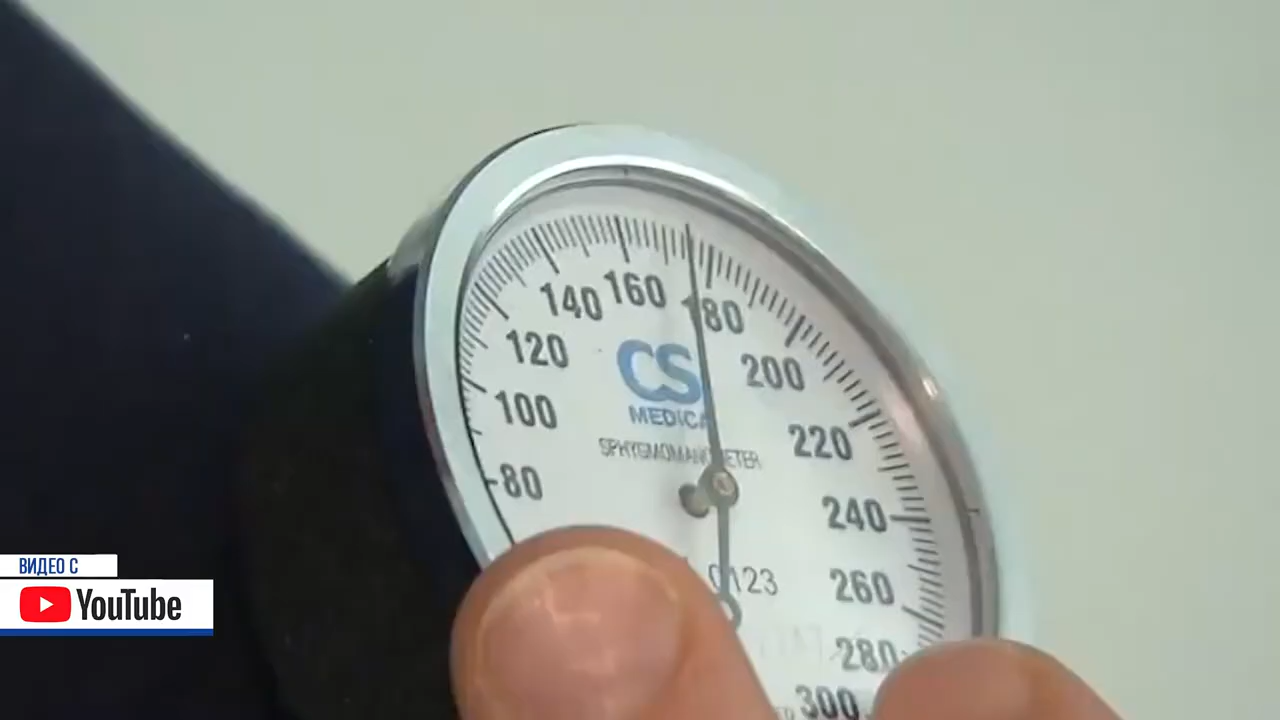 160
140
180
120
200
CS
MEDICA
100
220
SPHYGMOMANOMETER
80
240
0123
260
280
300
ВИДЕО С
YouTube